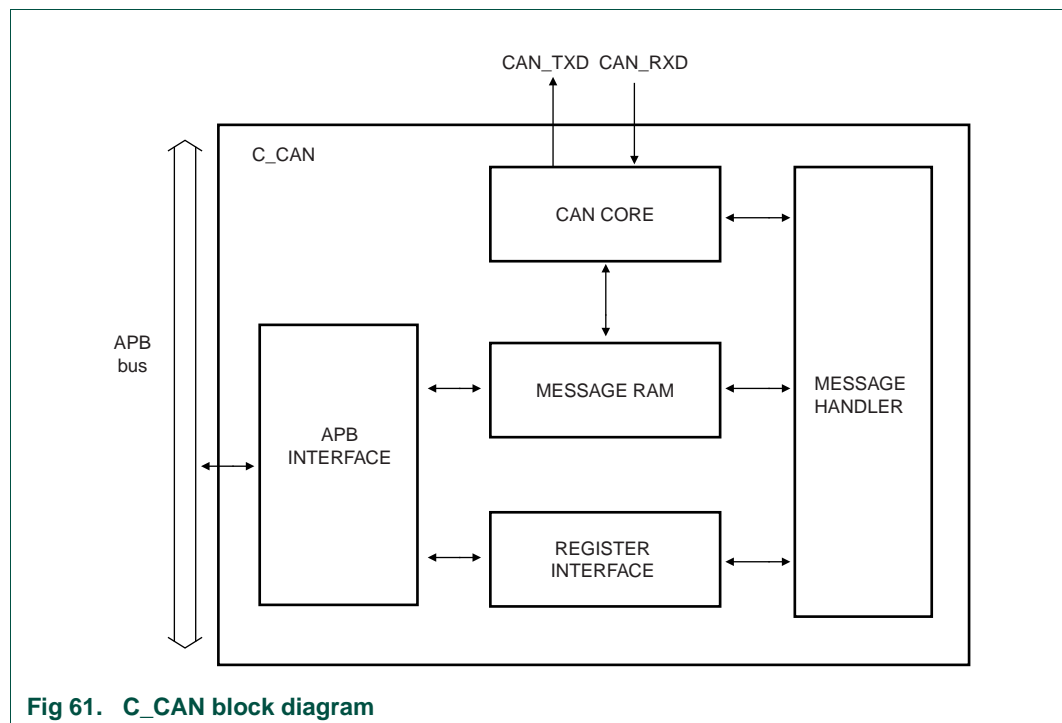 CAN_TXD CAN_RXD
C_CAN
CAN CORE
APB
bus
APB
INTERFACE
MESSAGE RAM
MESSAGE
HANDLER
REGISTER
INTERFACE
Fig 61. C_CAN block diagram